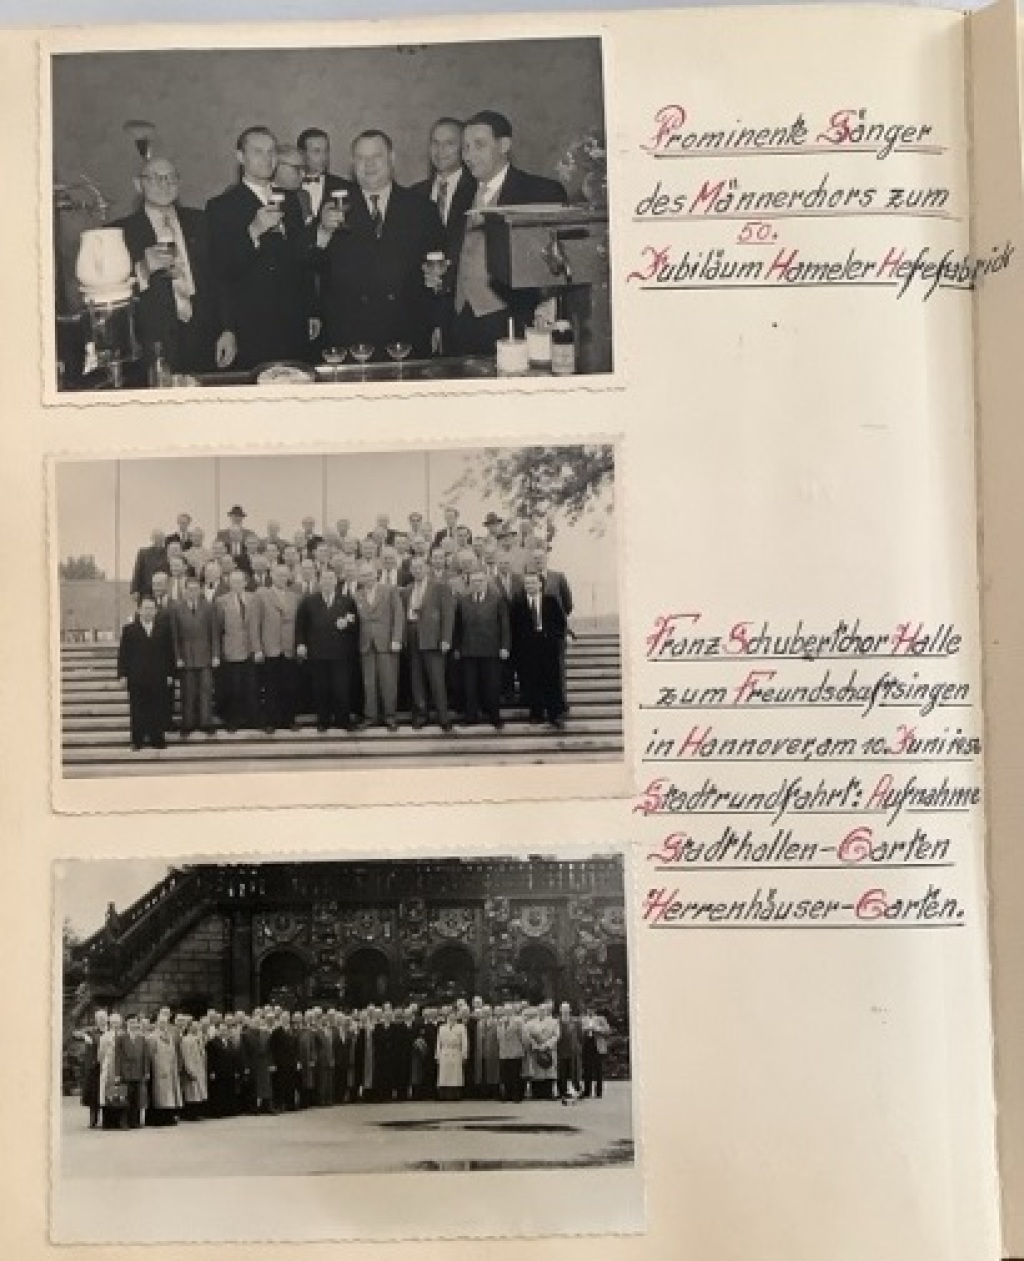 Prominente Sänger
des Männerchors zum
50.
Jubiläum Hameler Hefefabrick
Franz Schubertchor Halle
zum Freundschaftsingen
in Hannover, am 10. Juni
Stadtrundfahrt: Aufnahme
Stadthallen-Garten
Herrenhäuser-Garten.